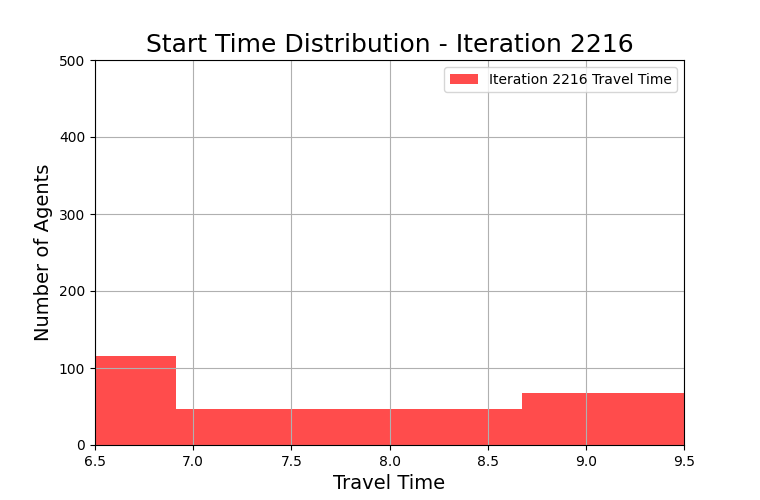 Start Time Distribution - Iteration 2216
Iteration 2216 Travel Time
Number of Agents
500
400
300
200
100
0
6.5 7.0 7.5 8.0 8.5 9.0 9.5
Travel Time